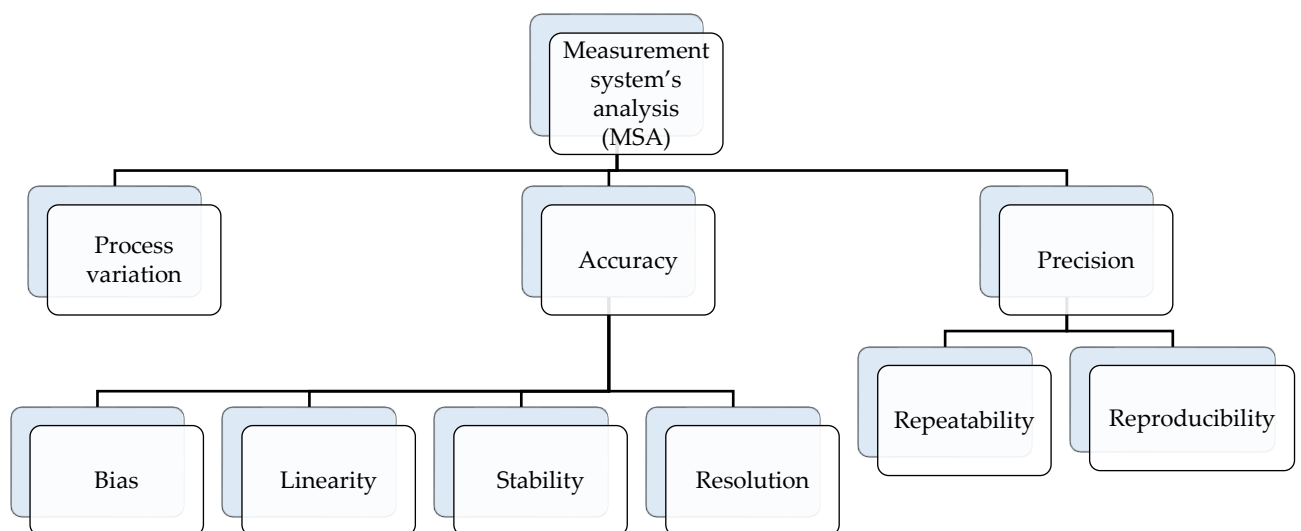 Measurement
system’s
analysis
(MSA)
Process
variation
Accuracy
Precision
Repeatability
Reproducibility
Bias
Linearity
Stability
Resolution